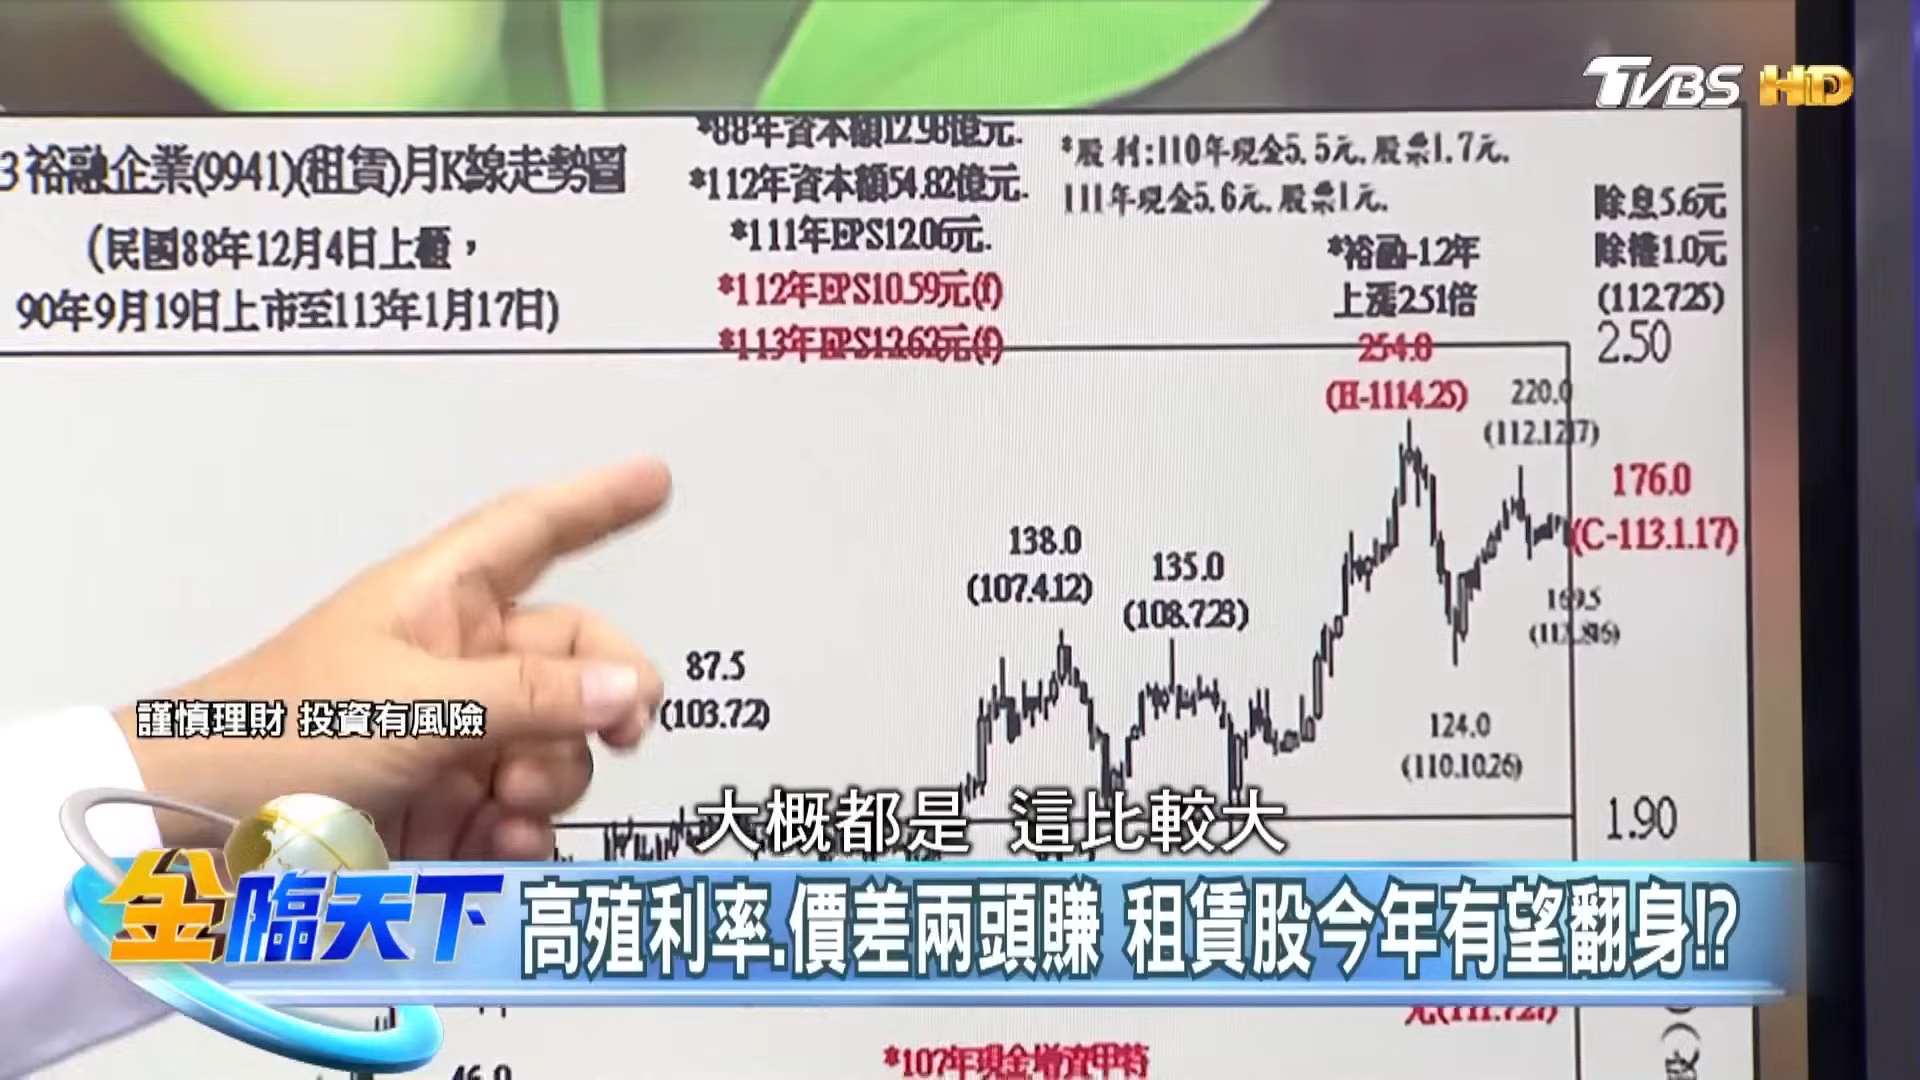 TVBS HD
3 裕融企業(9941)(租賃)月K線走勢圖
(民國88年12月4日上櫃，
90年9月19日上市至113年1月17日)
*88年資本額12.98億元.
*112年資本額54.82億元.
*111年EPS12.06元.
*112年EPS10.59元(f)
*113年EPS12.62元(f)
*股 利:110年現金5.5元.股票1.7元.
111年現金5.6元.股票1元.
*裕融-12年
上漲251倍
254.0
(H-1114.25)
除息5.6元
除權1.0元
(112.7.25)
2.50
220.0
(112.12.17)
176.0
(C-113.1.17)
138.0
(107.4.12)
135.0
(108.7.23)
87.5
(103.7.2)
124.0
(110.10.26)
1.90
謹慎理財 投資有風險
大概都是 這比較大
金臨天下
高殖利率.價差兩頭賺 租賃股今年有望翻身!?
46.0
*107年現金增資甲特